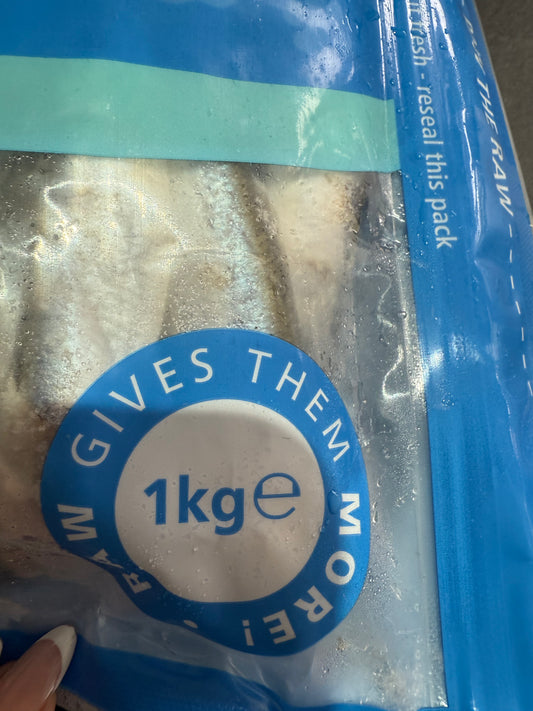 THE RAW
fresh - reseal this pack
RAW GIVES THEM MORE!
1kg ℮